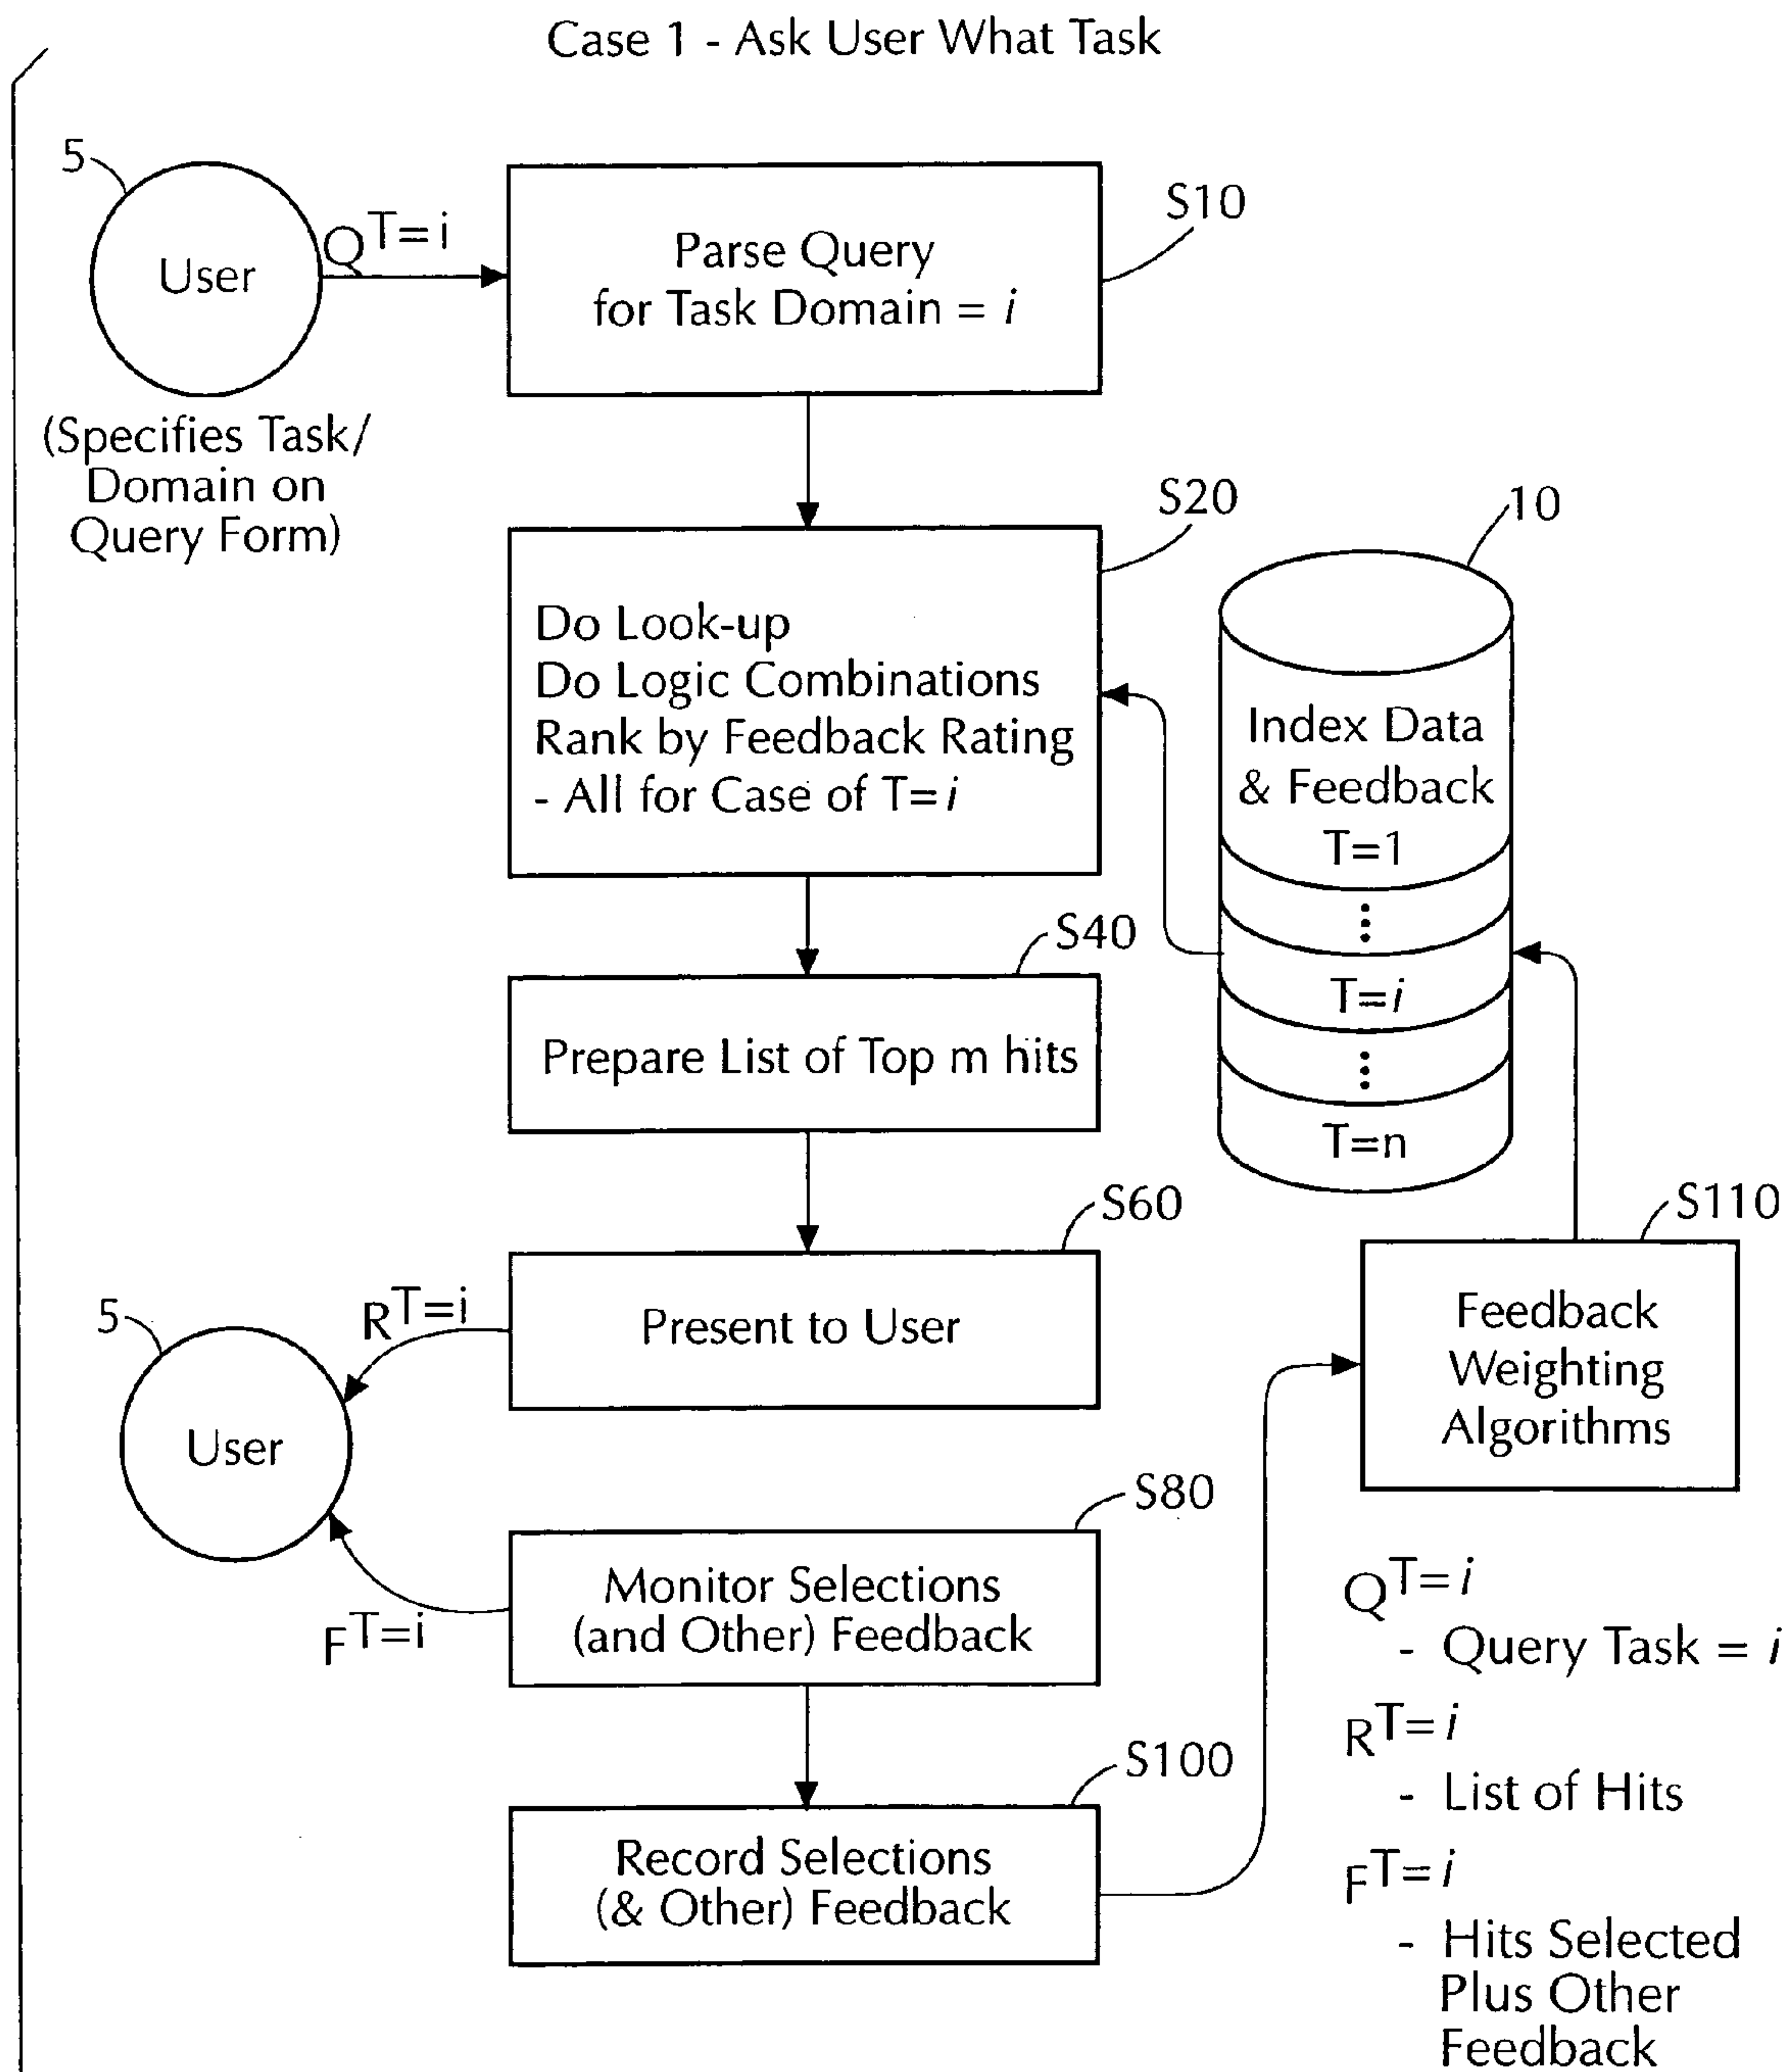 Case 1 - Ask User What Task
5
User
Q T=i
(Specifies Task/
Domain on
Query Form)
S10
Parse Query
for Task Domain = i
S20
Do Look-up
Do Logic Combinations
Rank by Feedback Rating
- All for Case of T=i
10
Index Data
& Feedback
T=1
⋮
T=i
⋮
T=n
S40
Prepare List of Top m hits
S60
Present to User
R T=i
5
User
F T=i
S80
Monitor Selections
(and Other) Feedback
S100
Record Selections
(& Other) Feedback
S110
Feedback
Weighting
Algorithms
Q T=i
- Query Task = i
R T=i
- List of Hits
F T=i
- Hits Selected
Plus Other
Feedback